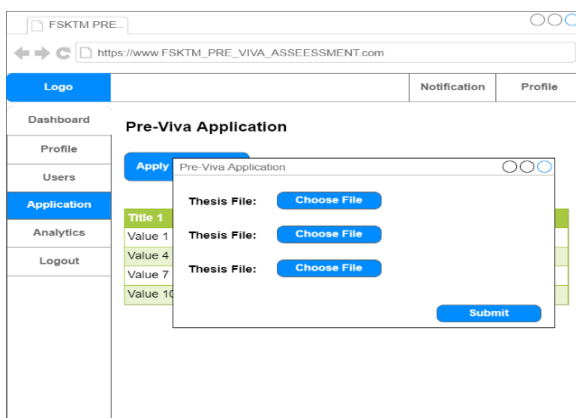 FSKTM PRE..
https://www.FSKTM_PRE_VIVA_ASSEESSMENT.com
Logo
Notification
Profile
Dashboard
Profile
Users
Application
Analytics
Logout
Pre-Viva Application
Apply
Pre-Viva Application
Thesis File: Choose File
Thesis File: Choose File
Thesis File: Choose File
Submit
Title 1
Value 1
Value 4
Value 7
Value 10